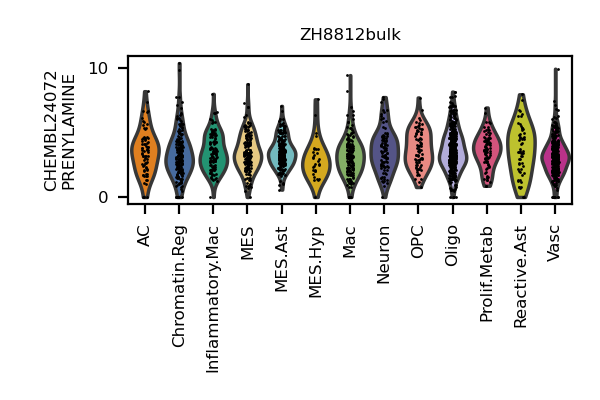 ZH8812bulk
CHEMBL24072
PRENYLAMINE
10
0
AC
Chromatin.Reg
Inflammatory.Mac
MES
MES.Ast
MES.Hyp
Mac
Neuron
OPC
Oligo
Prolif.Metab
Reactive.Ast
Vasc